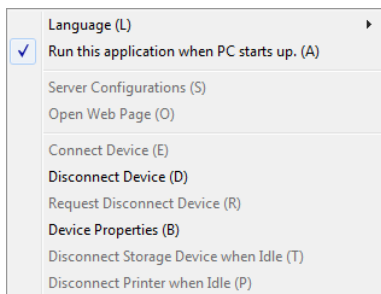 Language (L)
Run this application when PC starts up. (A)
Server Configurations (S)
Open Web Page (O)
Connect Device (E)
Disconnect Device (D)
Request Disconnect Device (R)
Device Properties (B)
Disconnect Storage Device when Idle (T)
Disconnect Printer when Idle (P)